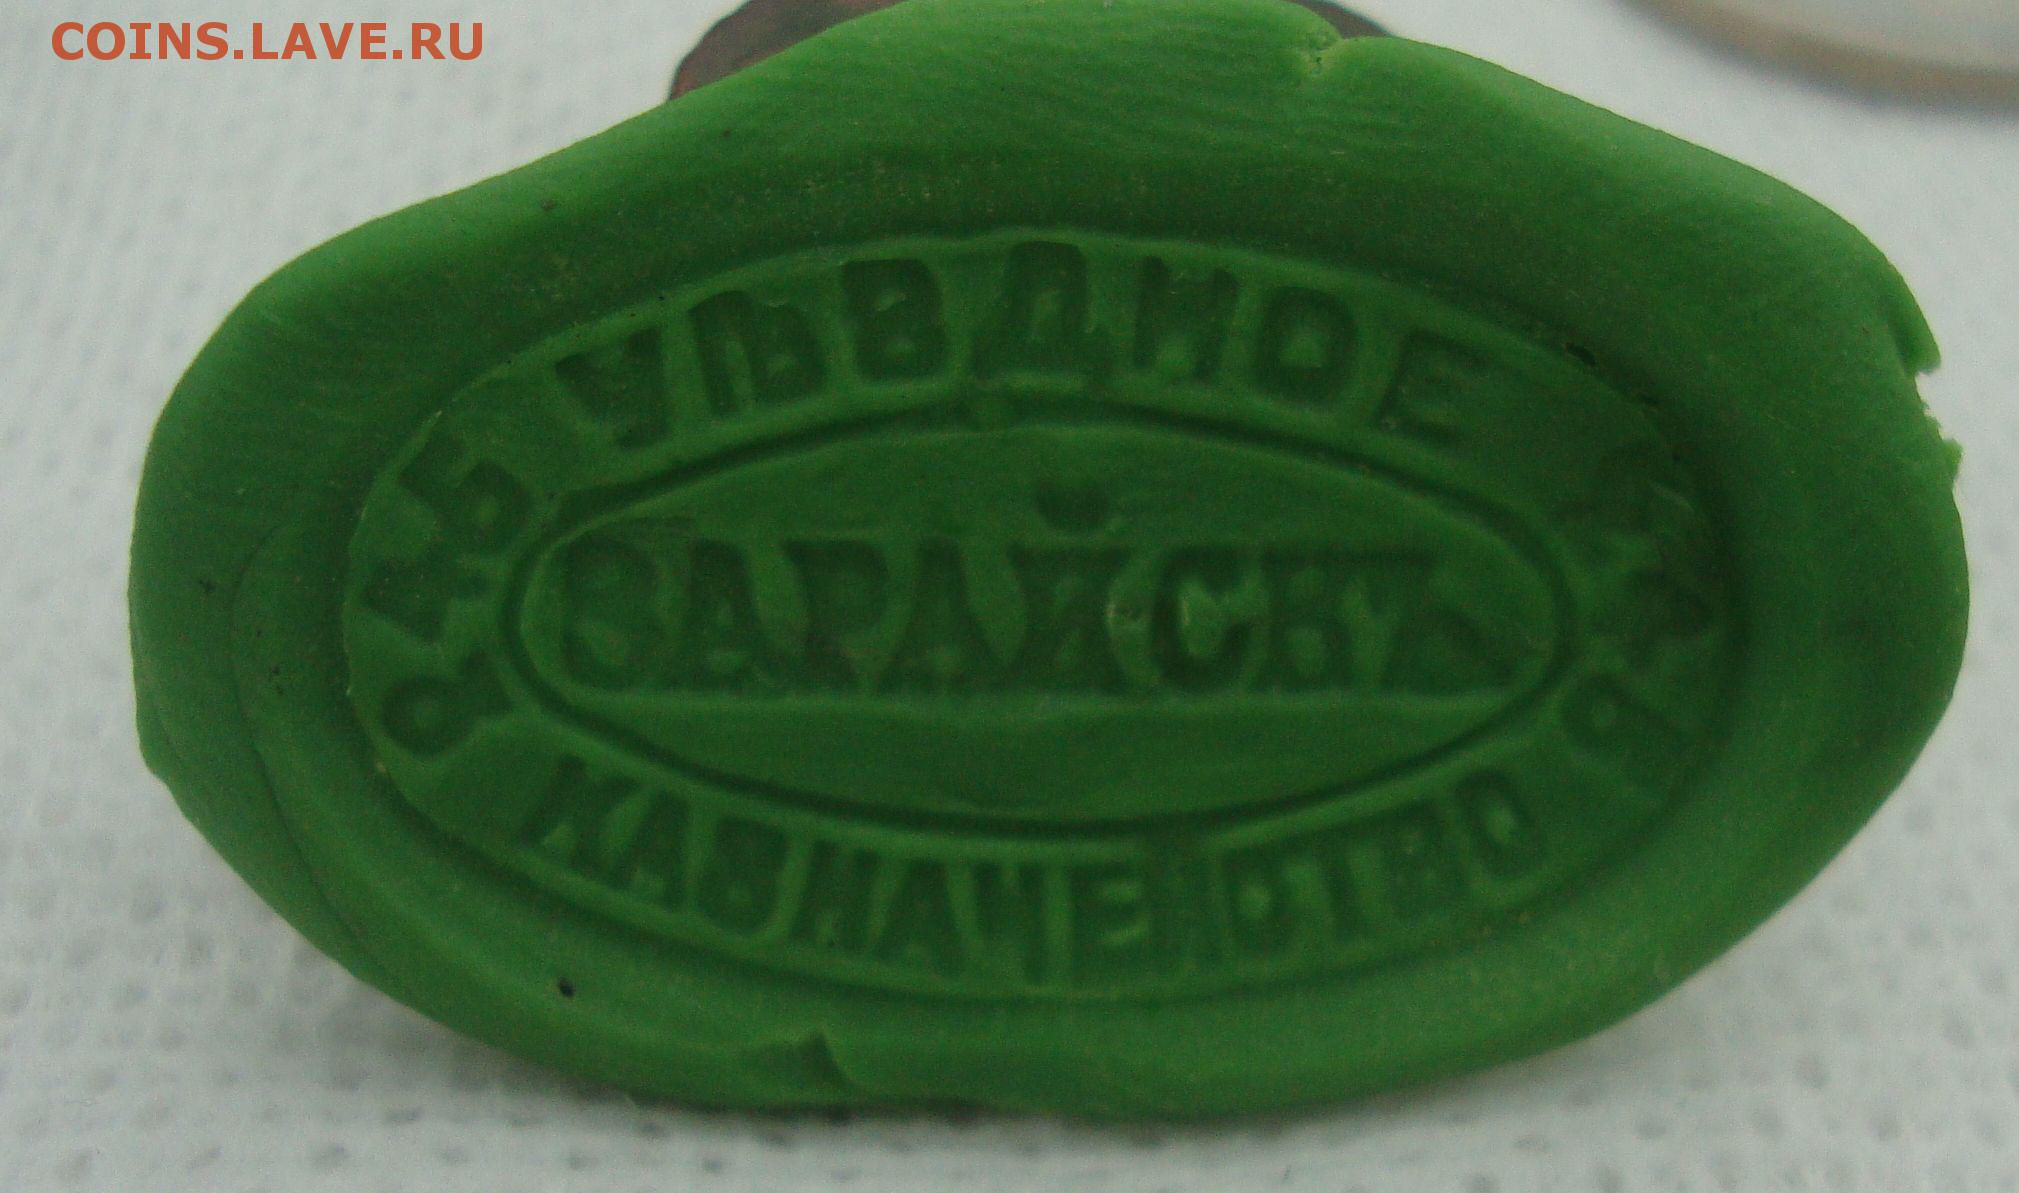 УѢЗДНОЕ
ЗАРАЙСКЪ
КАЗНАЧЕЙСТВО
COINS.LAVE.RU